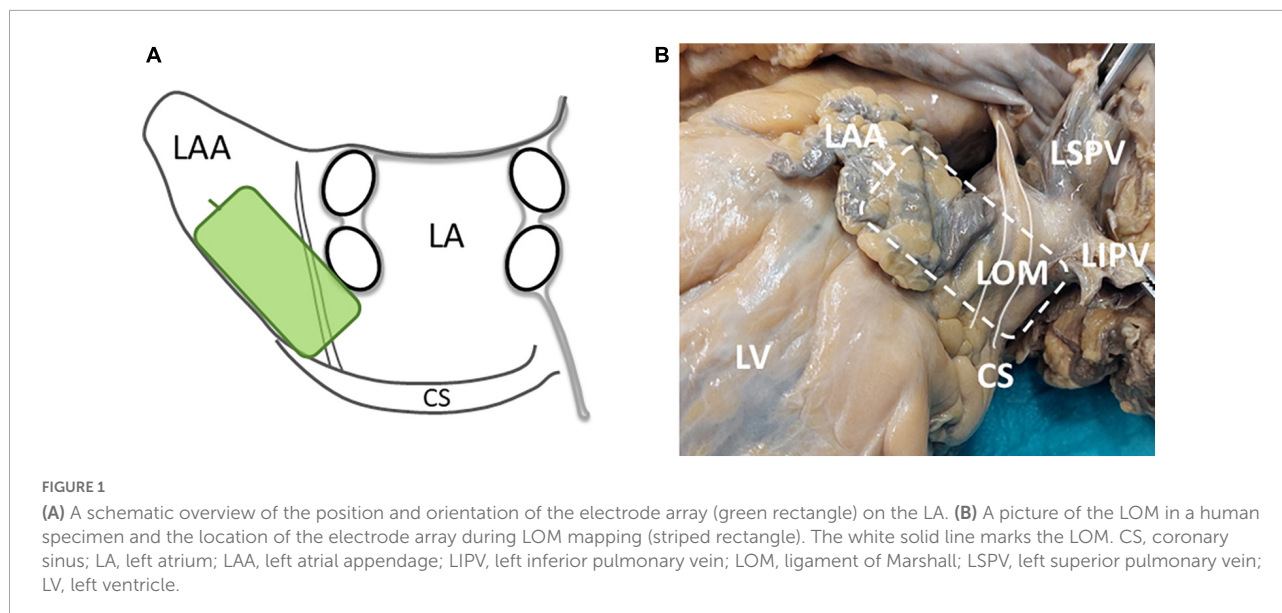 A
LAA
LA
CS
B
LAA
LSPV
LOM
LIPV
LV
CS
FIGURE 1
(A) A schematic overview of the position and orientation of the electrode array (green rectangle) on the LA. (B) A picture of the LOM in a human
specimen and the location of the electrode array during LOM mapping (striped rectangle). The white solid line marks the LOM. CS, coronary
sinus; LA, left atrium; LAA, left atrial appendage; LIPV, left inferior pulmonary vein; LOM, ligament of Marshall; LSPV, left superior pulmonary vein;
LV, left ventricle.